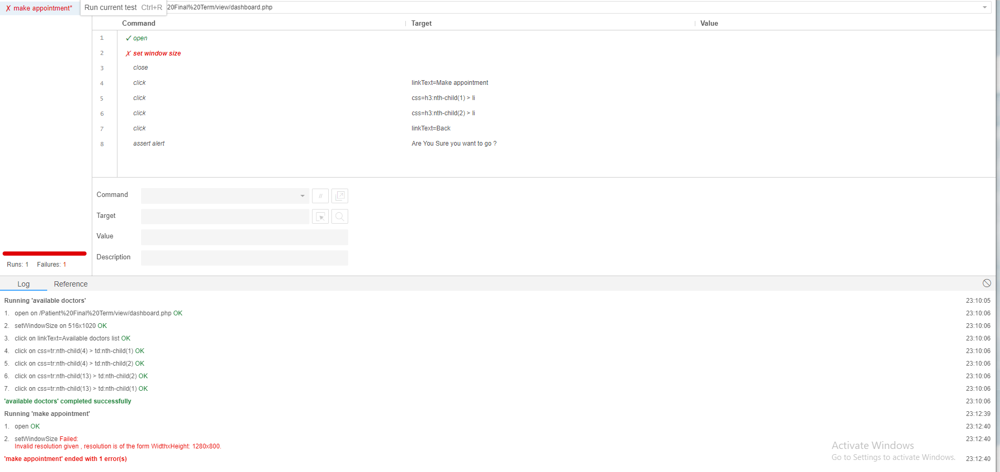 ✗ make appointment*
Run current test Ctrl+R
20Final%20Term/view/dashboard.php
Command Target Value
1 ✓ open
2 ✗ set window size
3 close
4 click linkText=Make appointment
5 click css=h3:nth-child(1) > li
6 click css=h3:nth-child(2) > li
7 click linkText=Back
8 assert alert Are You Sure you want to go ?
Command
//
Target
Value
Description
Runs: 1 Failures: 1
Log Reference
Running 'available doctors' 23:10:05
1. open on /Patient%20Final%20Term/view/dashboard.php OK 23:10:06
2. setWindowSize on 516x1020 OK 23:10:06
3. click on linkText=Available doctors list OK 23:10:06
4. click on css=tr:nth-child(4) > td:nth-child(1) OK 23:10:06
5. click on css=tr:nth-child(4) > td:nth-child(2) OK 23:10:06
6. click on css=tr:nth-child(13) > td:nth-child(2) OK 23:10:06
7. click on css=tr:nth-child(13) > td:nth-child(1) OK 23:10:06
'available doctors' completed successfully 23:10:06
Running 'make appointment' 23:12:39
1. open OK 23:12:40
2. setWindowSize Failed: 23:12:40
Invalid resolution given , resolution is of the form WidthxHeight: 1280x800.
'make appointment' ended with 1 error(s) 23:12:40
Activate Windows
Go to Settings to activate Windows.